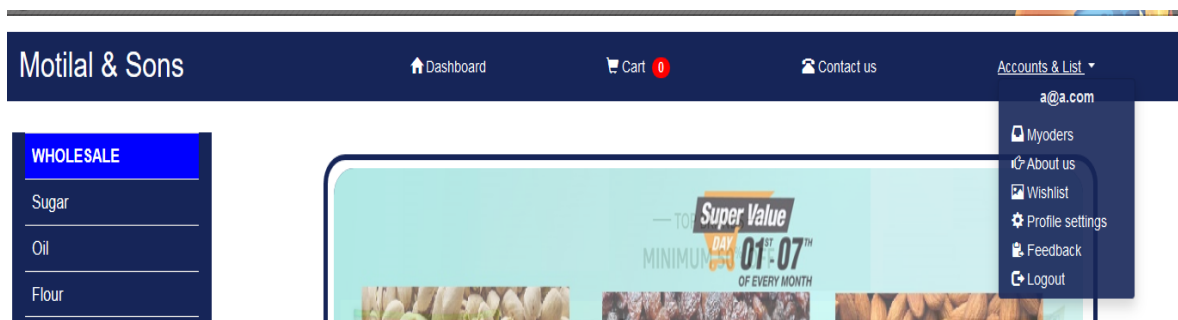 Motilal & Sons
Dashboard
Cart 0
Contact us
Accounts & List
a@a.com
Myoders
About us
Wishlist
Profile settings
Feedback
Logout
WHOLESALE
Sugar
Oil
Flour
Super Value
DAY 01ST - 07TH
OF EVERY MONTH
MINIMUM